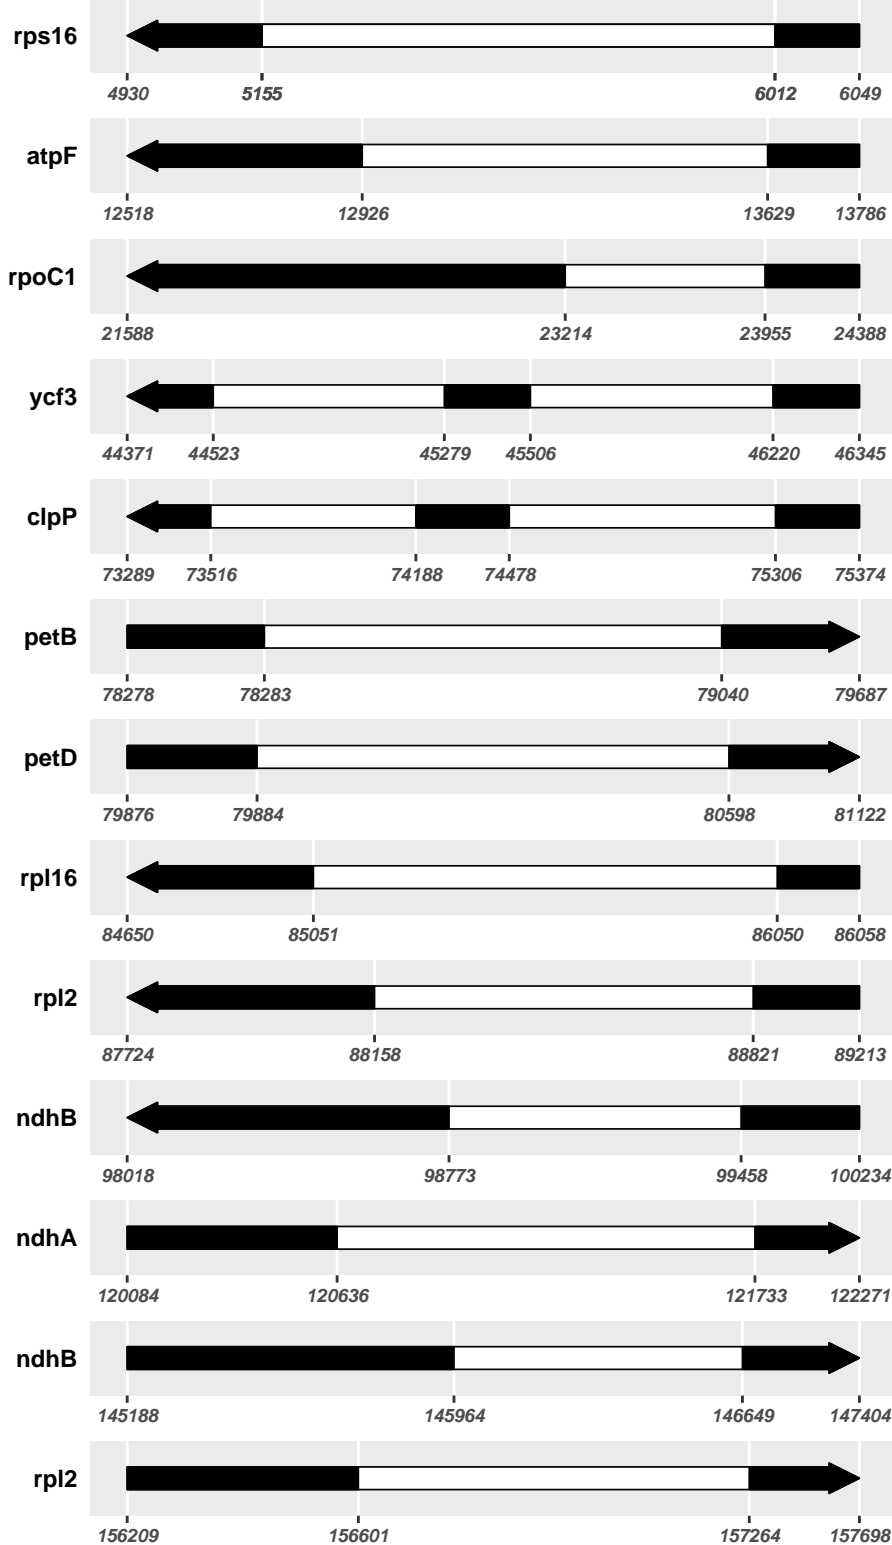 rps16
4930 5155 6012 6049
atpF
12518 12926 13629 13786
rpoC1
21588 23214 23955 24388
ycf3
44371 44523 45279 45506 46220 46345
clpP
73289 73516 74188 74478 75306 75374
petB
78278 78283 79040 79687
petD
79876 79884 80598 81122
rpl16
84650 85051 86050 86058
rpl2
87724 88158 88821 89213
ndhB
98018 98773 99458 100234
ndhA
120084 120636 121733 122271
ndhB
145188 145964 146649 147404
rpl2
156209 156601 157264 157698